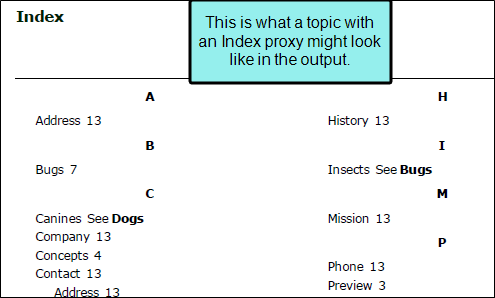 Index
This is what a topic with
an Index proxy might look
like in the output.
A
Address 13
B
Bugs 7
C
Canines See Dogs
Company 13
Concepts 4
Contact 13
Address 13
H
History 13
I
Insects See Bugs
M
Mission 13
P
Phone 13
Preview 3